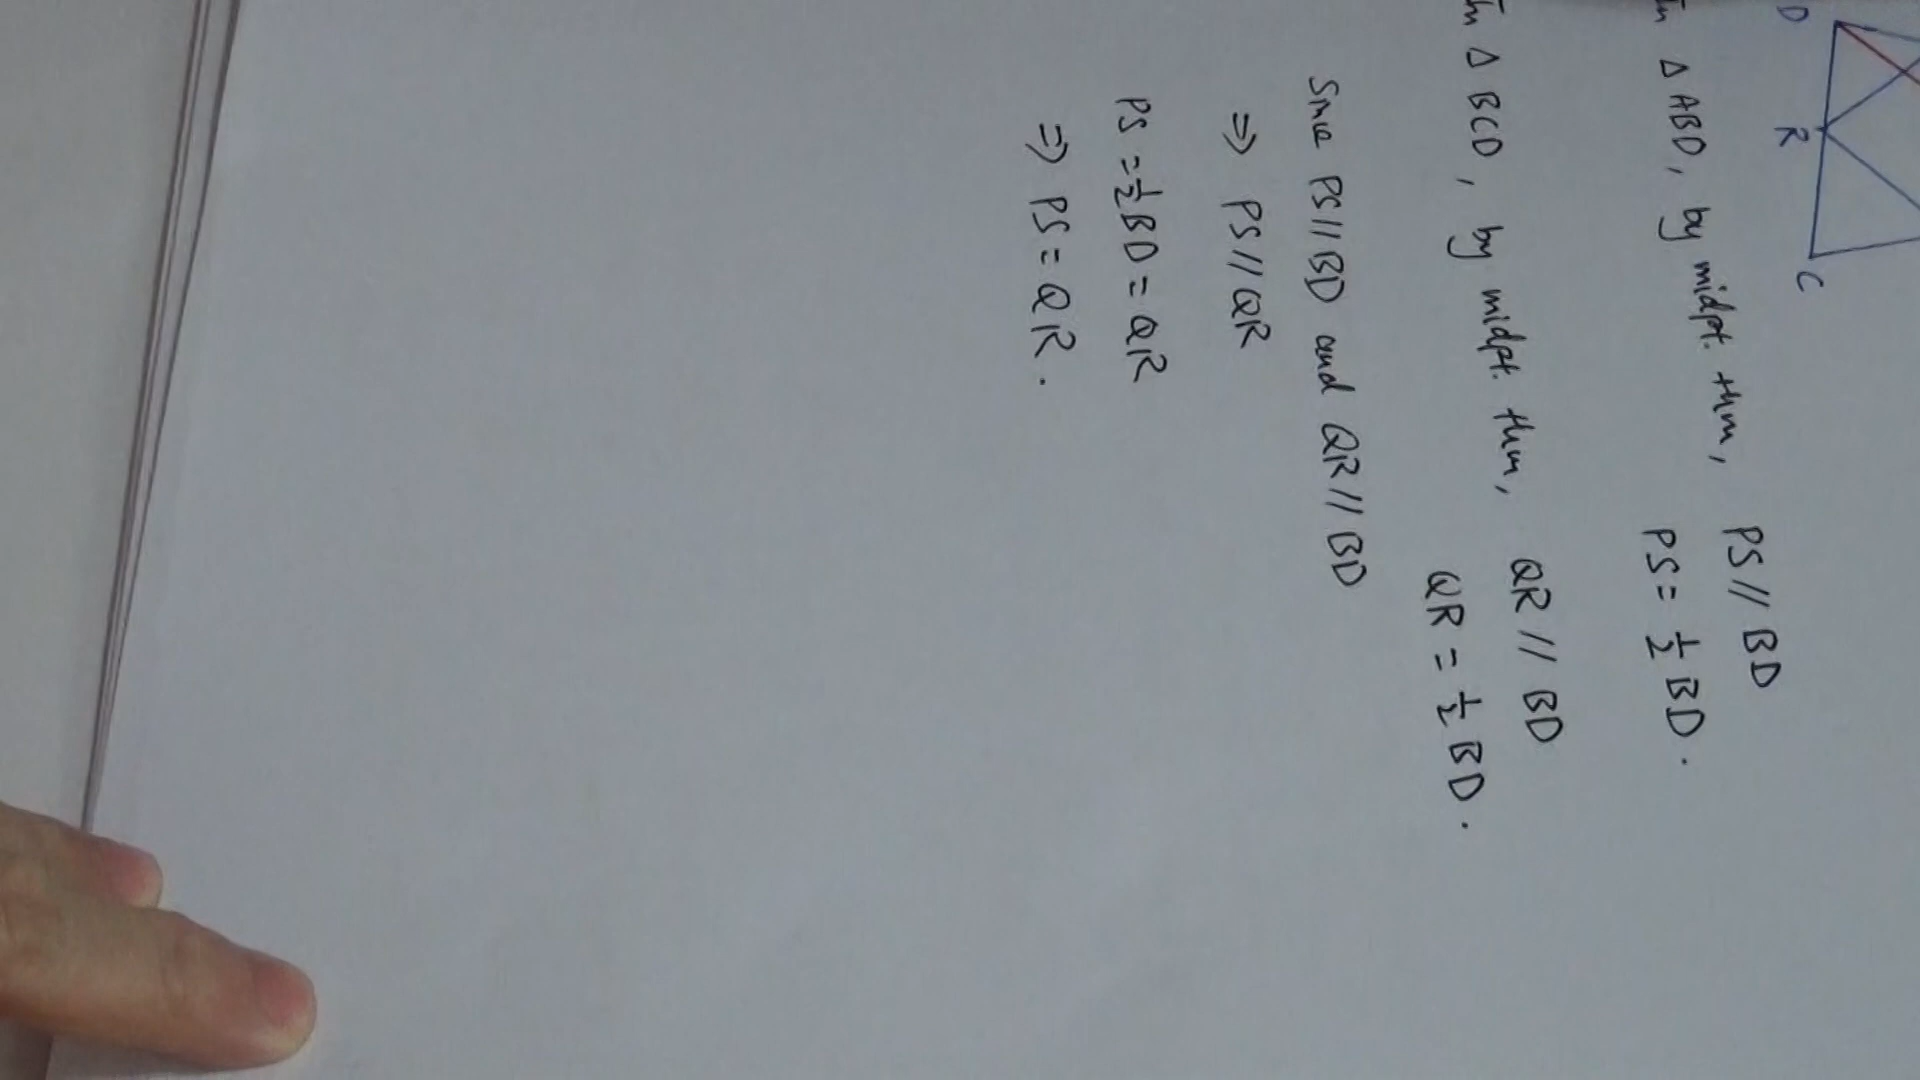 D
R
C
In Δ ABD, by midpt. thm, PS // BD
PS = 1/2 BD.
In Δ BCD, by midpt. thm, QR // BD
QR = 1/2 BD.
Since PS // BD and QR // BD
⇒ PS // QR
PS = 1/2 BD = QR
⇒ PS = QR.